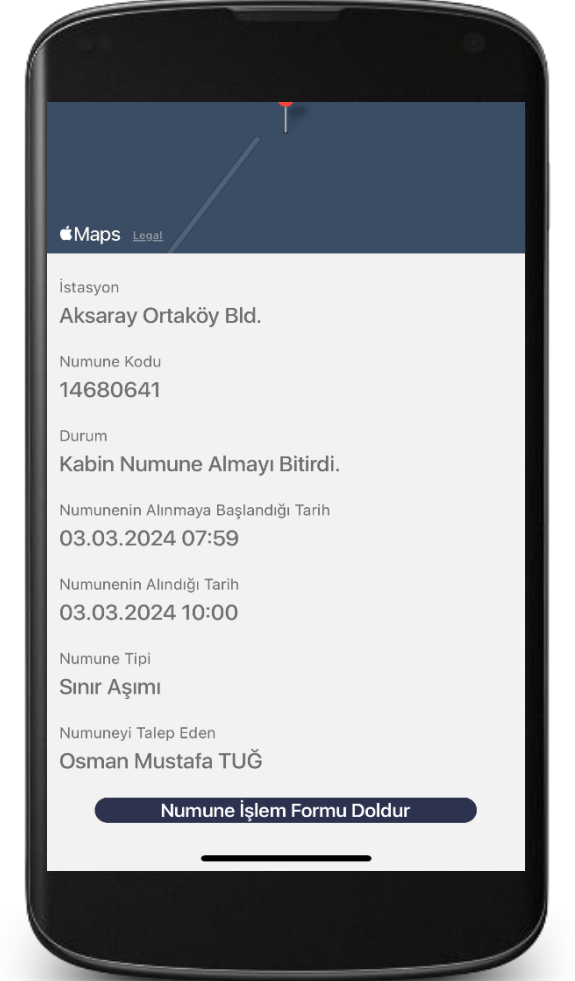 Maps Legal
İstasyon
Aksaray Ortaköy Bld.
Numune Kodu
14680641
Durum
Kabin Numune Almayı Bitirdi.
Numunenin Alınmaya Başlandığı Tarih
03.03.2024 07:59
Numunenin Alındığı Tarih
03.03.2024 10:00
Numune Tipi
Sınır Aşımı
Numuneyi Talep Eden
Osman Mustafa TUĞ
Numune İşlem Formu Doldur